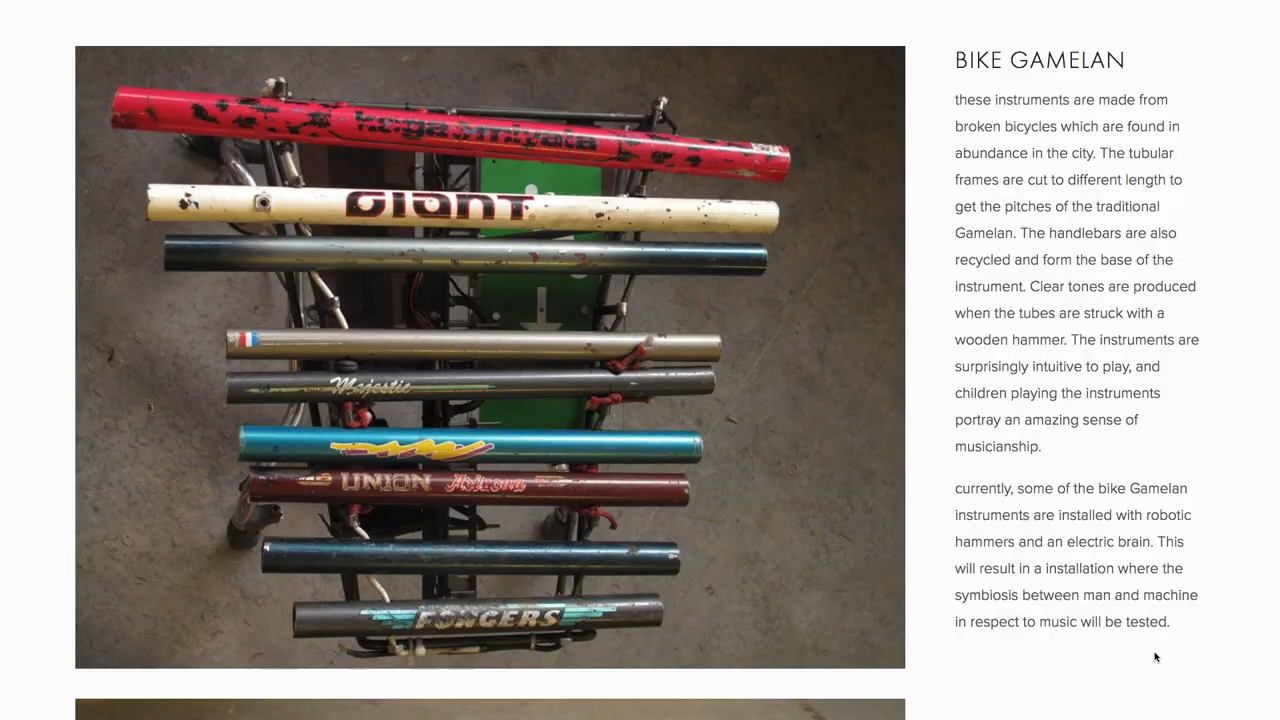 BIKE GAMELAN
these instruments are made from
broken bicycles which are found in
abundance in the city. The tubular
frames are cut to different length to
get the pitches of the traditional
Gamelan. The handlebars are also
recycled and form the base of the
instrument. Clear tones are produced
when the tubes are struck with a
wooden hammer. The instruments are
surprisingly intuitive to play, and
children playing the instruments
portray an amazing sense of
musicianship.
currently, some of the bike Gamelan
instruments are installed with robotic
hammers and an electric brain. This
will result in a installation where the
symbiosis between man and machine
in respect to music will be tested.
Koga miyata
GIANT
Majestic
UNION Arizona
FONGERS